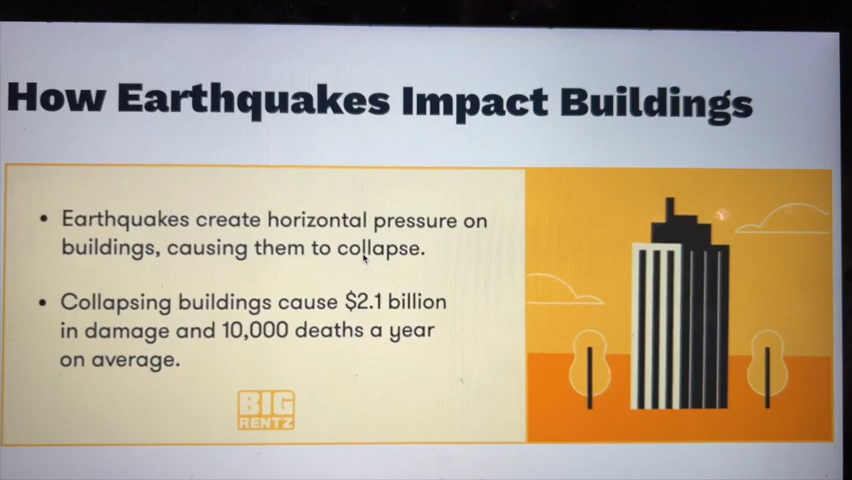 How Earthquakes Impact Buildings
• Earthquakes create horizontal pressure on
buildings, causing them to collapse.
• Collapsing buildings cause $2.1 billion
in damage and 10,000 deaths a year
on average.
BIG
RENTZ